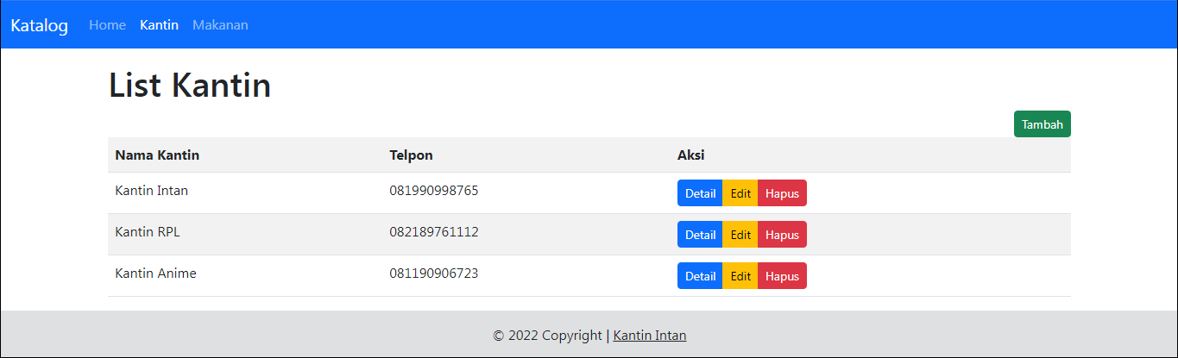 Katalog Home Kantin Makanan
List Kantin
Tambah
Nama Kantin Telpon Aksi
Kantin Intan 081990998765 Detail Edit Hapus
Kantin RPL 082189761112 Detail Edit Hapus
Kantin Anime 081190906723 Detail Edit Hapus
© 2022 Copyright | Kantin Intan